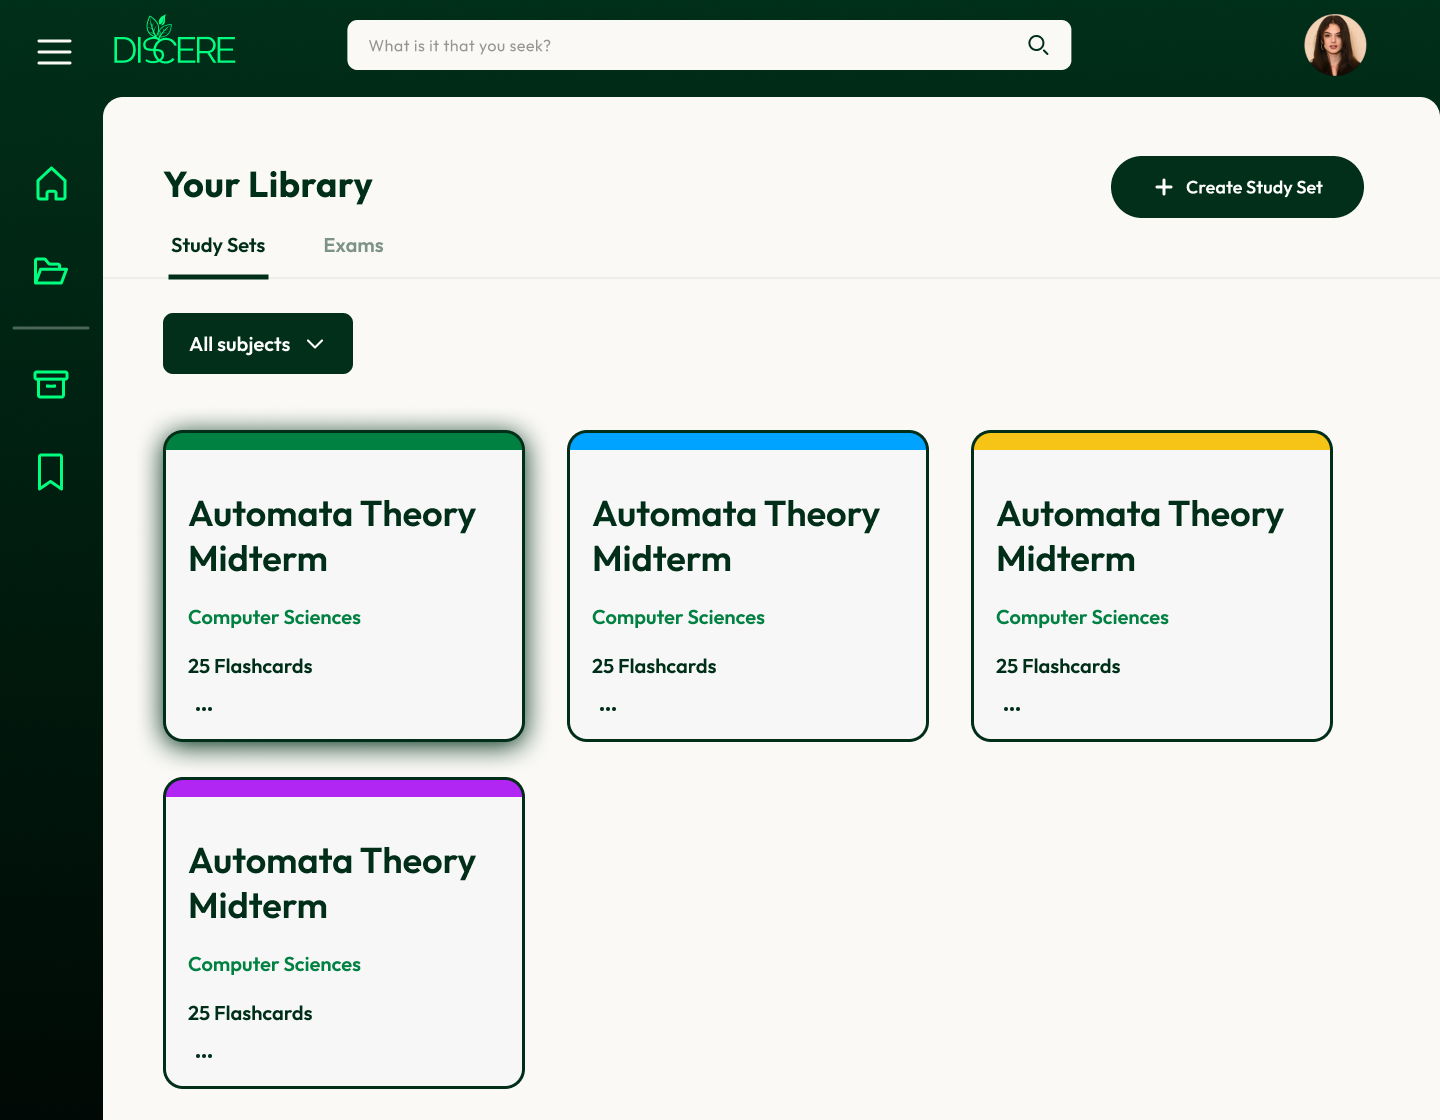 DISCERE
What is it that you seek?
Your Library
Create Study Set
Study Sets
Exams
All subjects
Automata Theory
Midterm
Computer Sciences
25 Flashcards
...
Automata Theory
Midterm
Computer Sciences
25 Flashcards
...
Automata Theory
Midterm
Computer Sciences
25 Flashcards
...
Automata Theory
Midterm
Computer Sciences
25 Flashcards
...